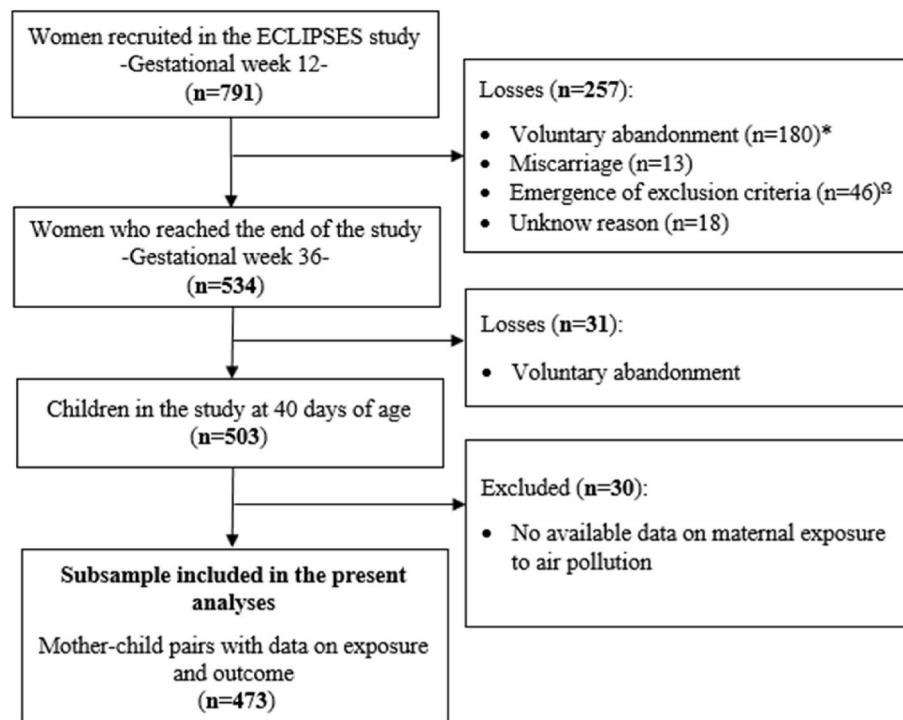 Women recruited in the ECLIPSES study
-Gestational week 12-
(n=791)
Losses (n=257):
• Voluntary abandonment (n=180)*
• Miscarriage (n=13)
• Emergence of exclusion criteria (n=46)Ω
• Unknow reason (n=18)
Women who reached the end of the study
-Gestational week 36-
(n=534)
Losses (n=31):
• Voluntary abandonment
Children in the study at 40 days of age
(n=503)
Excluded (n=30):
• No available data on maternal exposure
to air pollution
Subsample included in the present
analyses
Mother-child pairs with data on exposure
and outcome
(n=473)